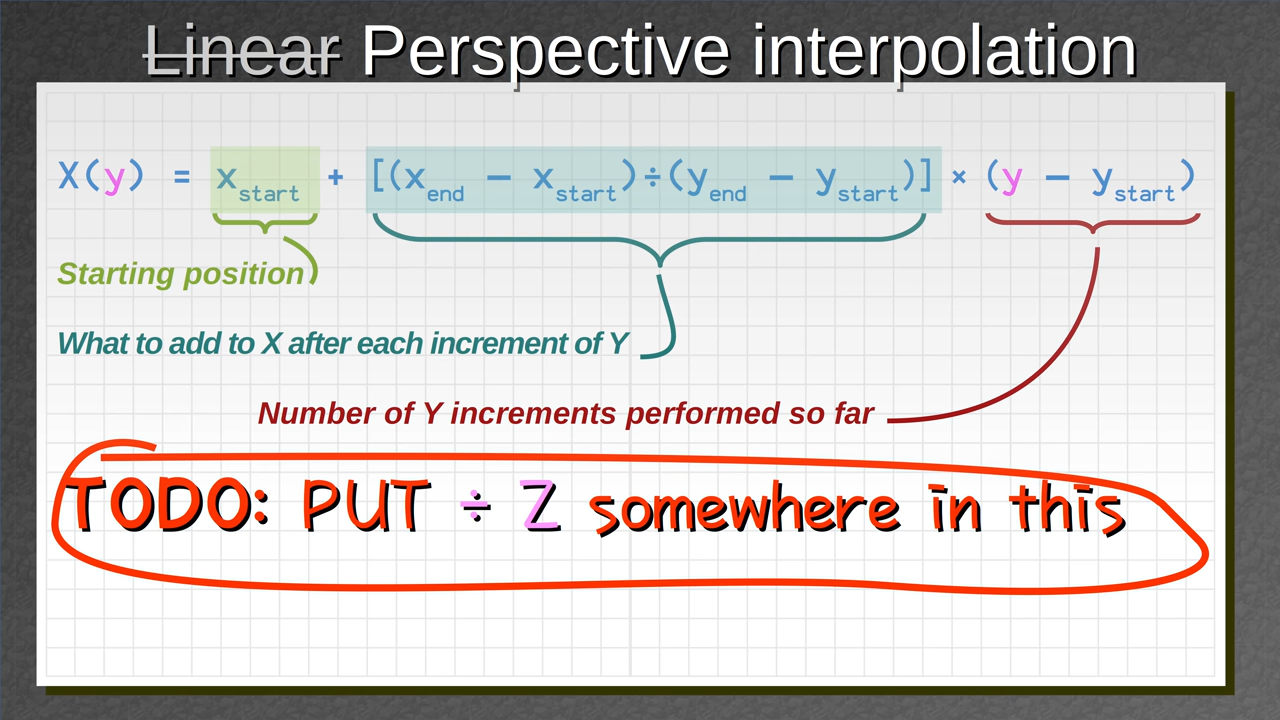 Linear Perspective interpolation
X(y) = xstart + [(xend − xstart)÷(yend − ystart)] × (y − ystart)
Starting position
What to add to X after each increment of Y
Number of Y increments performed so far
TODO: PUT ÷ Z somewhere in this